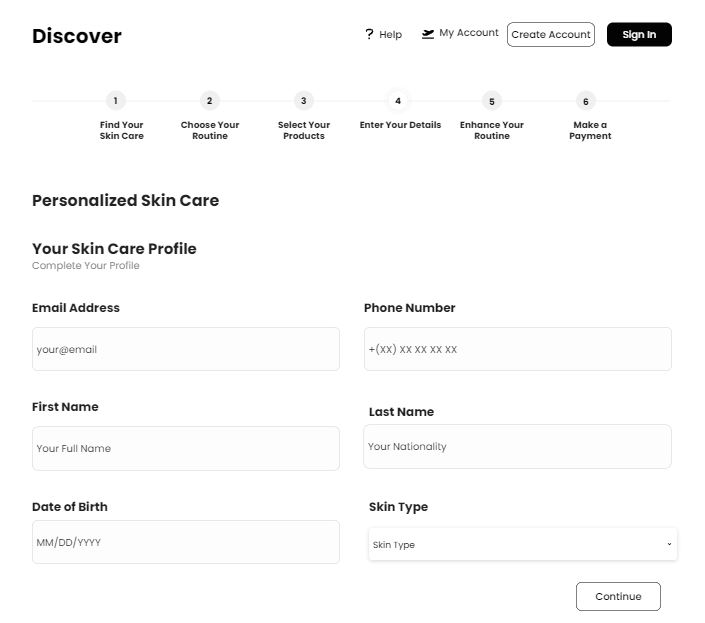 Discover
? Help
My Account
Create Account
Sign In
1
2
3
4
5
6
Find Your
Skin Care
Choose Your
Routine
Select Your
Products
Enter Your Details
Enhance Your
Routine
Make a
Payment
Personalized Skin Care
Your Skin Care Profile
Complete Your Profile
Email Address
Phone Number
your@email
+(XX) XX XX XX XX
First Name
Last Name
Your Full Name
Your Nationality
Date of Birth
Skin Type
MM/DD/YYYY
Skin Type
Continue